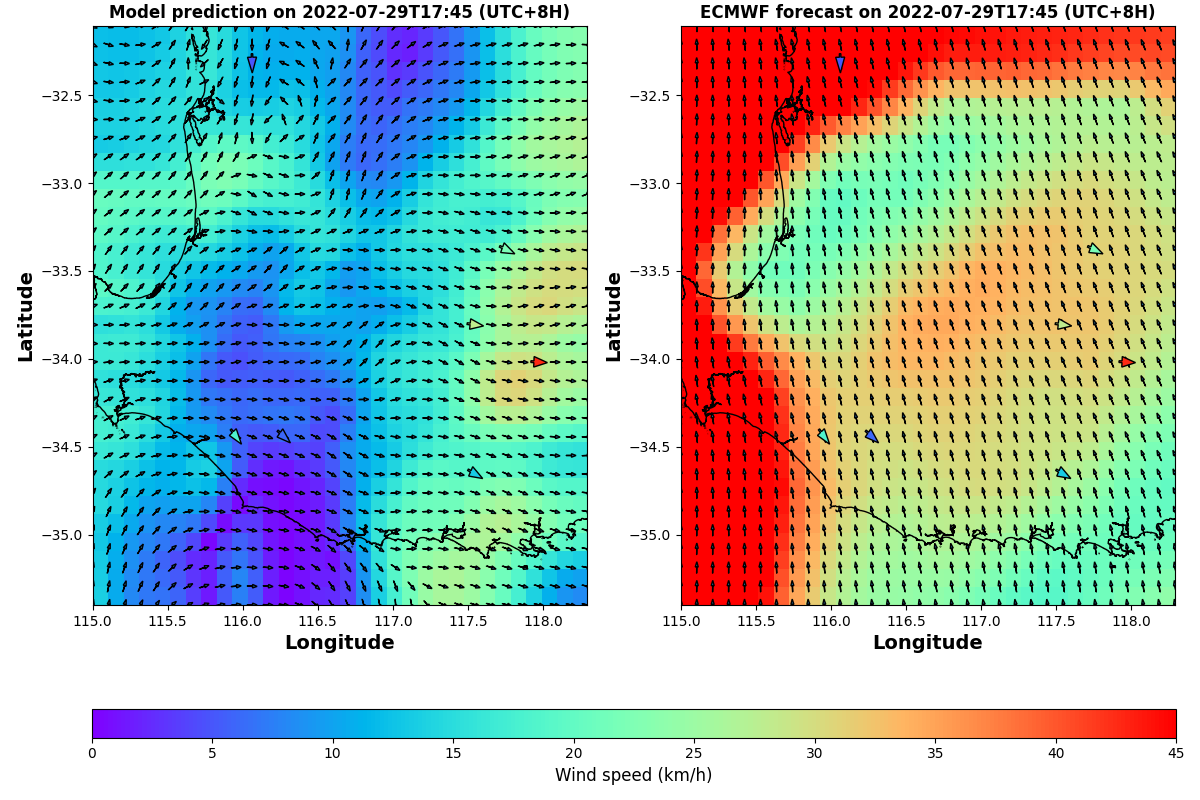 Model prediction on 2022-07-29T17:45 (UTC+8H)
ECMWF forecast on 2022-07-29T17:45 (UTC+8H)
Latitude
−32.5
−33.0
−33.5
−34.0
−34.5
−35.0
115.0 115.5 116.0 116.5 117.0 117.5 118.0
Longitude
Latitude
−32.5
−33.0
−33.5
−34.0
−34.5
−35.0
115.0 115.5 116.0 116.5 117.0 117.5 118.0
Longitude
0 5 10 15 20 25 30 35 40 45
Wind speed (km/h)